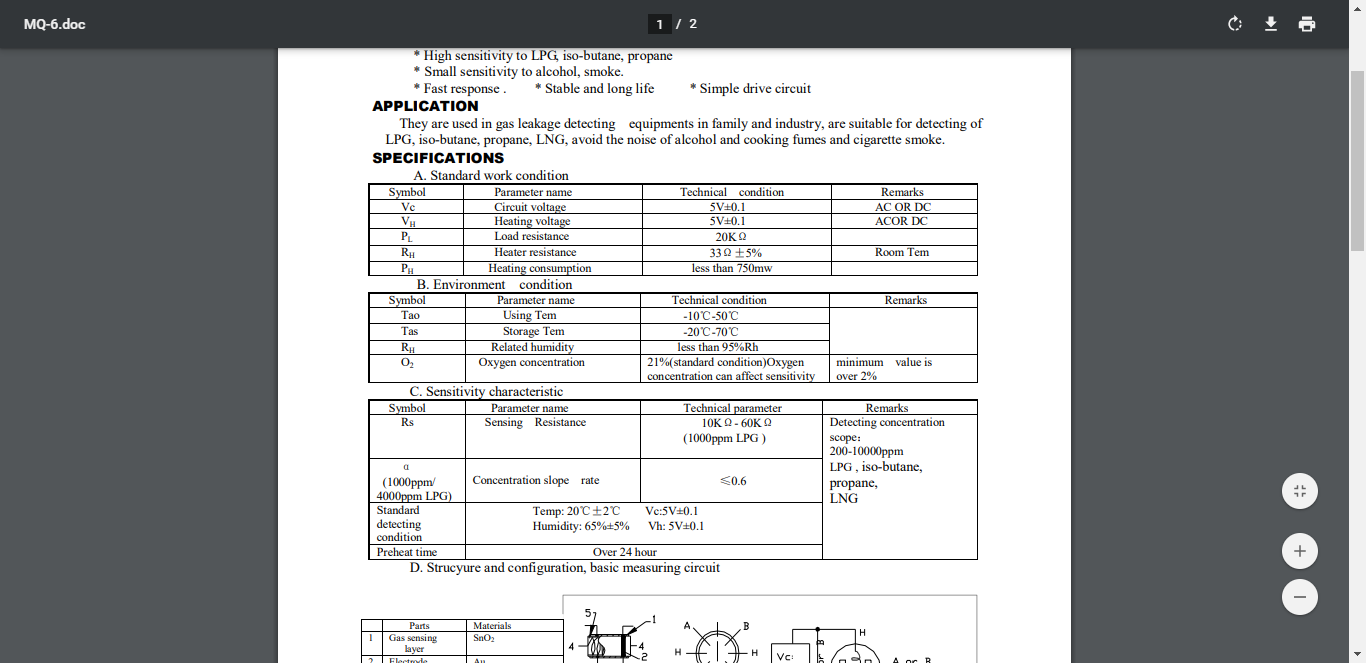 MQ-6.doc
1 / 2
* High sensitivity to LPG, iso-butane, propane
* Small sensitivity to alcohol, smoke.
* Fast response . * Stable and long life * Simple drive circuit
APPLICATION
They are used in gas leakage detecting equipments in family and industry, are suitable for detecting of
LPG, iso-butane, propane, LNG, avoid the noise of alcohol and cooking fumes and cigarette smoke.
SPECIFICATIONS
A. Standard work condition
Symbol Parameter name Technical condition Remarks
Vc Circuit voltage 5V±0.1 AC OR DC
VH Heating voltage 5V±0.1 ACOR DC
PL Load resistance 20KΩ
RH Heater resistance 33Ω±5% Room Tem
PH Heating consumption less than 750mw
B. Environment condition
Symbol Parameter name Technical condition Remarks
Tao Using Tem -10℃-50℃
Tas Storage Tem -20℃-70℃
RH Related humidity less than 95%Rh
O2 Oxygen concentration 21%(standard condition)Oxygen minimum value is
concentration can affect sensitivity over 2%
C. Sensitivity characteristic
Symbol Parameter name Technical parameter Remarks
Rs Sensing Resistance 10KΩ- 60KΩ Detecting concentration
(1000ppm LPG ) scope：
200-10000ppm
α LPG , iso-butane,
(1000ppm/ Concentration slope rate ≤0.6 propane,
4000ppm LPG) LNG
Standard Temp: 20℃±2℃ Vc:5V±0.1
detecting Humidity: 65%±5% Vh: 5V±0.1
condition
Preheat time Over 24 hour
D. Strucyure and configuration, basic measuring circuit
Parts Materials
1 Gas sensing SnO2
layer
2 Electrode Au
5 1
4 4
2
A B
H H
Vc
H
A or B